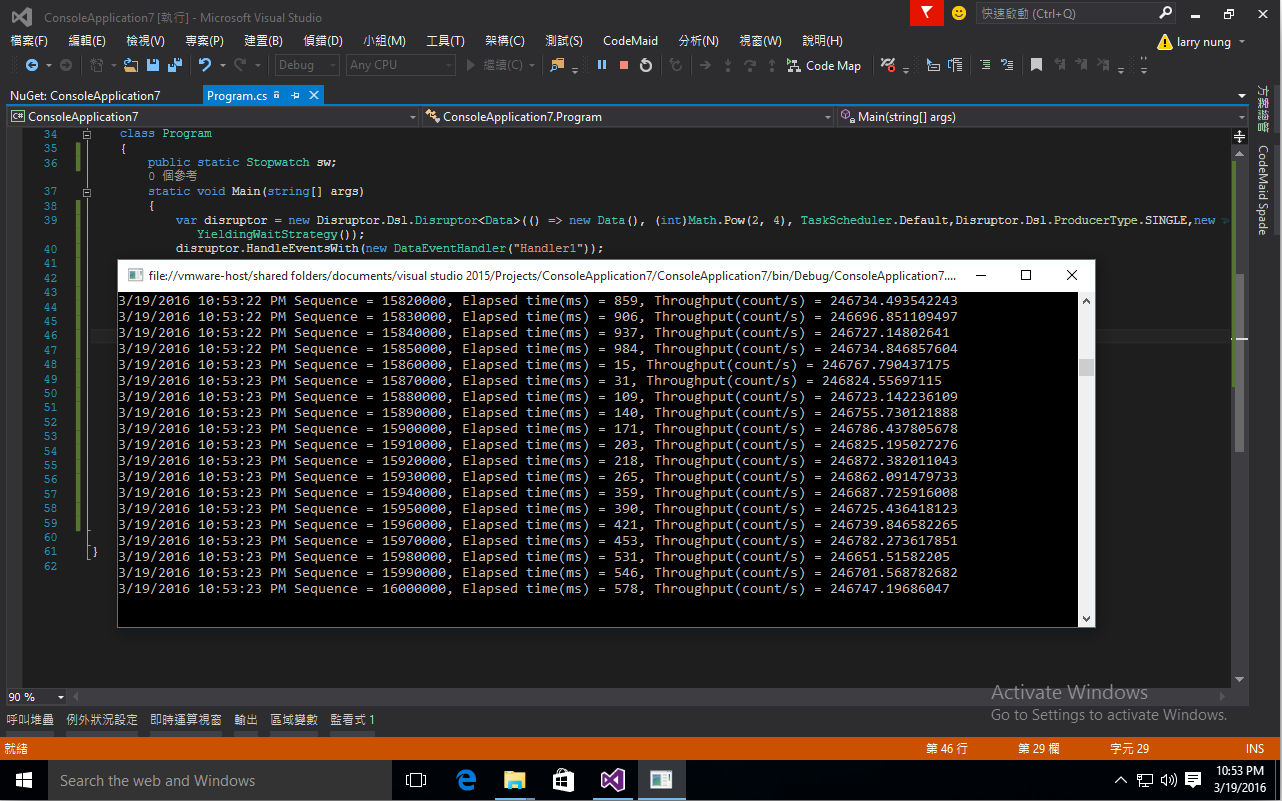 ConsoleApplication7 [執行] - Microsoft Visual Studio
快速啟動 (Ctrl+Q)
檔案(F) 編輯(E) 檢視(V) 專案(P) 建置(B) 偵錯(D) 小組(M) 工具(T) 架構(C) 測試(S) CodeMaid 分析(N) 視窗(W) 說明(H)
larry nung
Debug Any CPU 繼續(C) Code Map
NuGet: ConsoleApplication7 Program.cs
C# ConsoleApplication7 ConsoleApplication7.Program Main(string[] args)
方案總管
CodeMaid Spade
34 class Program
35 {
36 public static Stopwatch sw;
0 個參考
37 static void Main(string[] args)
38 {
39 var disruptor = new Disruptor.Dsl.Disruptor<Data>(() => new Data(), (int)Math.Pow(2, 4), TaskScheduler.Default,Disruptor.Dsl.ProducerType.SINGLE,new
YieldingWaitStrategy());
40 disruptor.HandleEventsWith(new DataEventHandler("Handler1"));
41
42
43
44
45
46
47
48
49
50
51
52
53
54
55
56
57
58
59
60
61 }
62
file://vmware-host/shared folders/documents/visual studio 2015/Projects/ConsoleApplication7/ConsoleApplication7/bin/Debug/ConsoleApplication7....
3/19/2016 10:53:22 PM Sequence = 15820000, Elapsed time(ms) = 859, Throughput(count/s) = 246734.493542243
3/19/2016 10:53:22 PM Sequence = 15830000, Elapsed time(ms) = 906, Throughput(count/s) = 246696.851109497
3/19/2016 10:53:22 PM Sequence = 15840000, Elapsed time(ms) = 937, Throughput(count/s) = 246727.14802641
3/19/2016 10:53:22 PM Sequence = 15850000, Elapsed time(ms) = 984, Throughput(count/s) = 246734.846857604
3/19/2016 10:53:23 PM Sequence = 15860000, Elapsed time(ms) = 15, Throughput(count/s) = 246767.790437175
3/19/2016 10:53:23 PM Sequence = 15870000, Elapsed time(ms) = 31, Throughput(count/s) = 246824.55697115
3/19/2016 10:53:23 PM Sequence = 15880000, Elapsed time(ms) = 109, Throughput(count/s) = 246723.142236109
3/19/2016 10:53:23 PM Sequence = 15890000, Elapsed time(ms) = 140, Throughput(count/s) = 246755.730121888
3/19/2016 10:53:23 PM Sequence = 15900000, Elapsed time(ms) = 171, Throughput(count/s) = 246786.437805678
3/19/2016 10:53:23 PM Sequence = 15910000, Elapsed time(ms) = 203, Throughput(count/s) = 246825.195027276
3/19/2016 10:53:23 PM Sequence = 15920000, Elapsed time(ms) = 218, Throughput(count/s) = 246872.382011043
3/19/2016 10:53:23 PM Sequence = 15930000, Elapsed time(ms) = 265, Throughput(count/s) = 246862.091479733
3/19/2016 10:53:23 PM Sequence = 15940000, Elapsed time(ms) = 359, Throughput(count/s) = 246687.725916008
3/19/2016 10:53:23 PM Sequence = 15950000, Elapsed time(ms) = 390, Throughput(count/s) = 246725.436418123
3/19/2016 10:53:23 PM Sequence = 15960000, Elapsed time(ms) = 421, Throughput(count/s) = 246739.846582265
3/19/2016 10:53:23 PM Sequence = 15970000, Elapsed time(ms) = 453, Throughput(count/s) = 246782.273617851
3/19/2016 10:53:23 PM Sequence = 15980000, Elapsed time(ms) = 531, Throughput(count/s) = 246651.51582205
3/19/2016 10:53:23 PM Sequence = 15990000, Elapsed time(ms) = 546, Throughput(count/s) = 246701.568782682
3/19/2016 10:53:23 PM Sequence = 16000000, Elapsed time(ms) = 578, Throughput(count/s) = 246747.19686047
90 %
Activate Windows
Go to Settings to activate Windows.
呼叫堆疊 例外狀況設定 即時運算視窗 輸出 區域變數 監看式 1
就緒 第 46 行 第 29 欄 字元 29 INS
Search the web and Windows
10:53 PM
3/19/2016